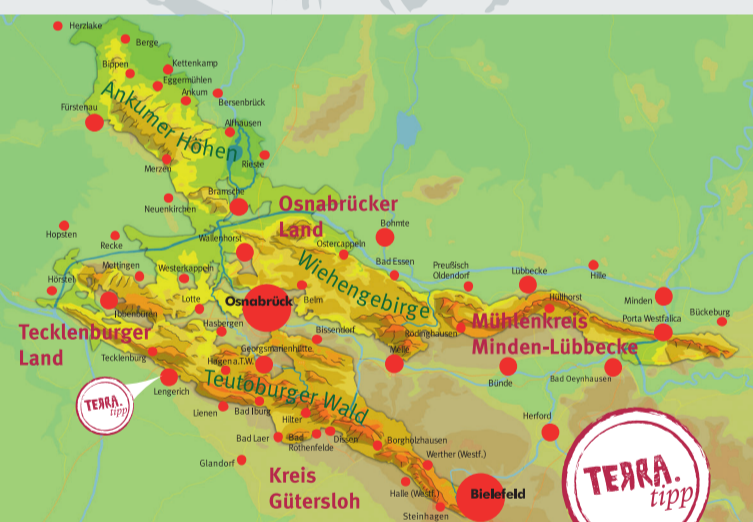 Herzlake
Berge
Bippen
Kettenkamp
Eggermühlen
Ankum
Bersenbrück
Fürstenau
Ankumer Höhen
Alfhausen
Rieste
Merzen
Bramsche
Neuenkirchen
Osnabrücker
Land
Hopsten
Recke
Wallenhorst
Bohmte
Ostercappeln
Mettingen
Westerkappeln
Wiehengebirge
Bad Essen
Preußisch
Oldendorf
Lübbecke
Hille
Hörstel
Ibbenbüren
Lotte
Osnabrück
Belm
Hüllhorst
Minden
Porta Westfalica
Bückeburg
Tecklenburger
Land
Hasbergen
Bissendorf
Rödinghausen
Mühlenkreis
Minden-Lübbecke
Tecklenburg
Hagen a.T.W.
Georgsmarienhütte
Melle
Bünde
Bad Oeynhausen
Lengerich
Teutoburger Wald
TERRA.
tipp
Lienen
Bad Iburg
Hilter
Herford
Bad Laer
Bad
Rothenfelde
Dissen
Borgholzhausen
Werther (Westf.)
Glandorf
Kreis
Gütersloh
Halle (Westf.)
Bielefeld
Steinhagen
TERRA.
tipp